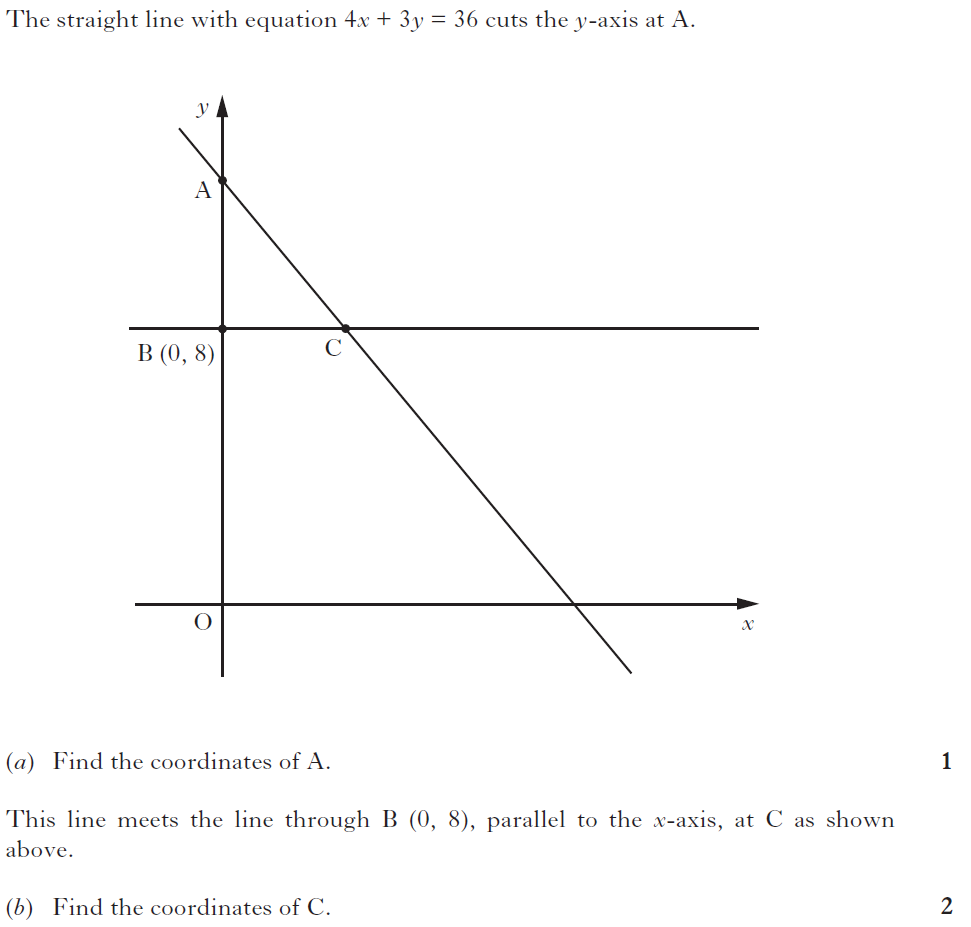 The straight line with equation 4x + 3y = 36 cuts the y-axis at A.
y
A
B (0, 8)
C
O
x
(a) Find the coordinates of A. 1
This line meets the line through B (0, 8), parallel to the x-axis, at C as shown
above.
(b) Find the coordinates of C. 2